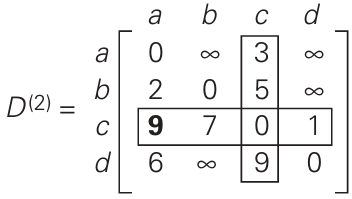 a b c d
a 0 ∞ 3 ∞
b 2 0 5 ∞
D(2) = c 9 7 0 1
d 6 ∞ 9 0